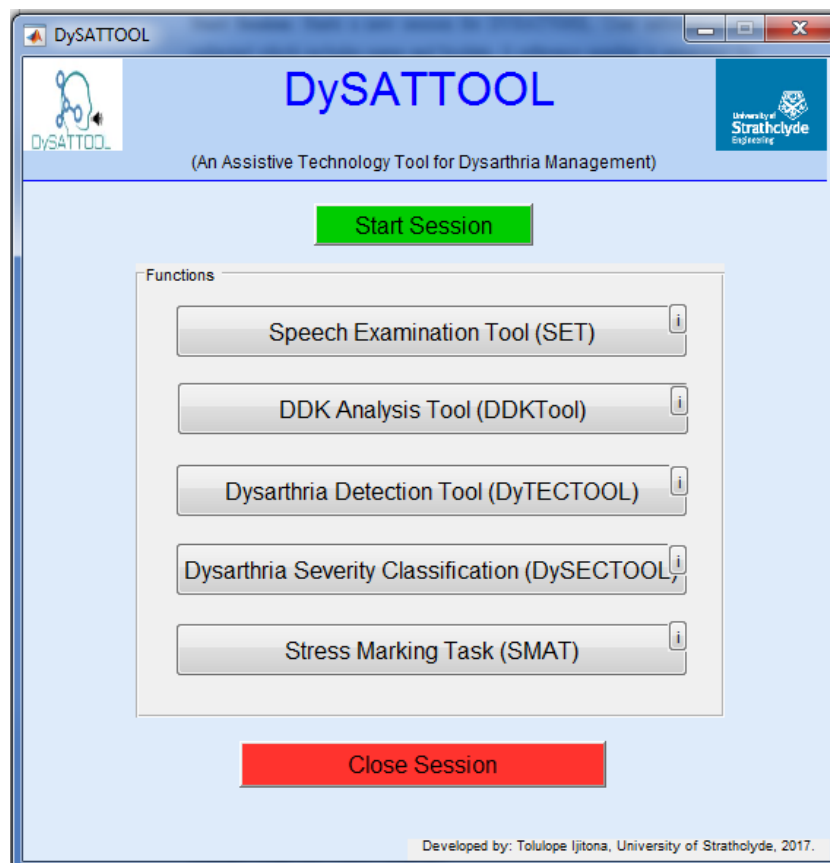 DySATTOOL
DySATTOOL
DYSATTOOL
University of
Strathclyde
Engineering
(An Assistive Technology Tool for Dysarthria Management)
Start Session
Functions
Speech Examination Tool (SET)
i
DDK Analysis Tool (DDKTool)
i
Dysarthria Detection Tool (DyTECTOOL)
i
Dysarthria Severity Classification (DySECTOOL)
i
Stress Marking Task (SMAT)
i
Close Session
Developed by: Tolulope Ijitona, University of Strathclyde, 2017.